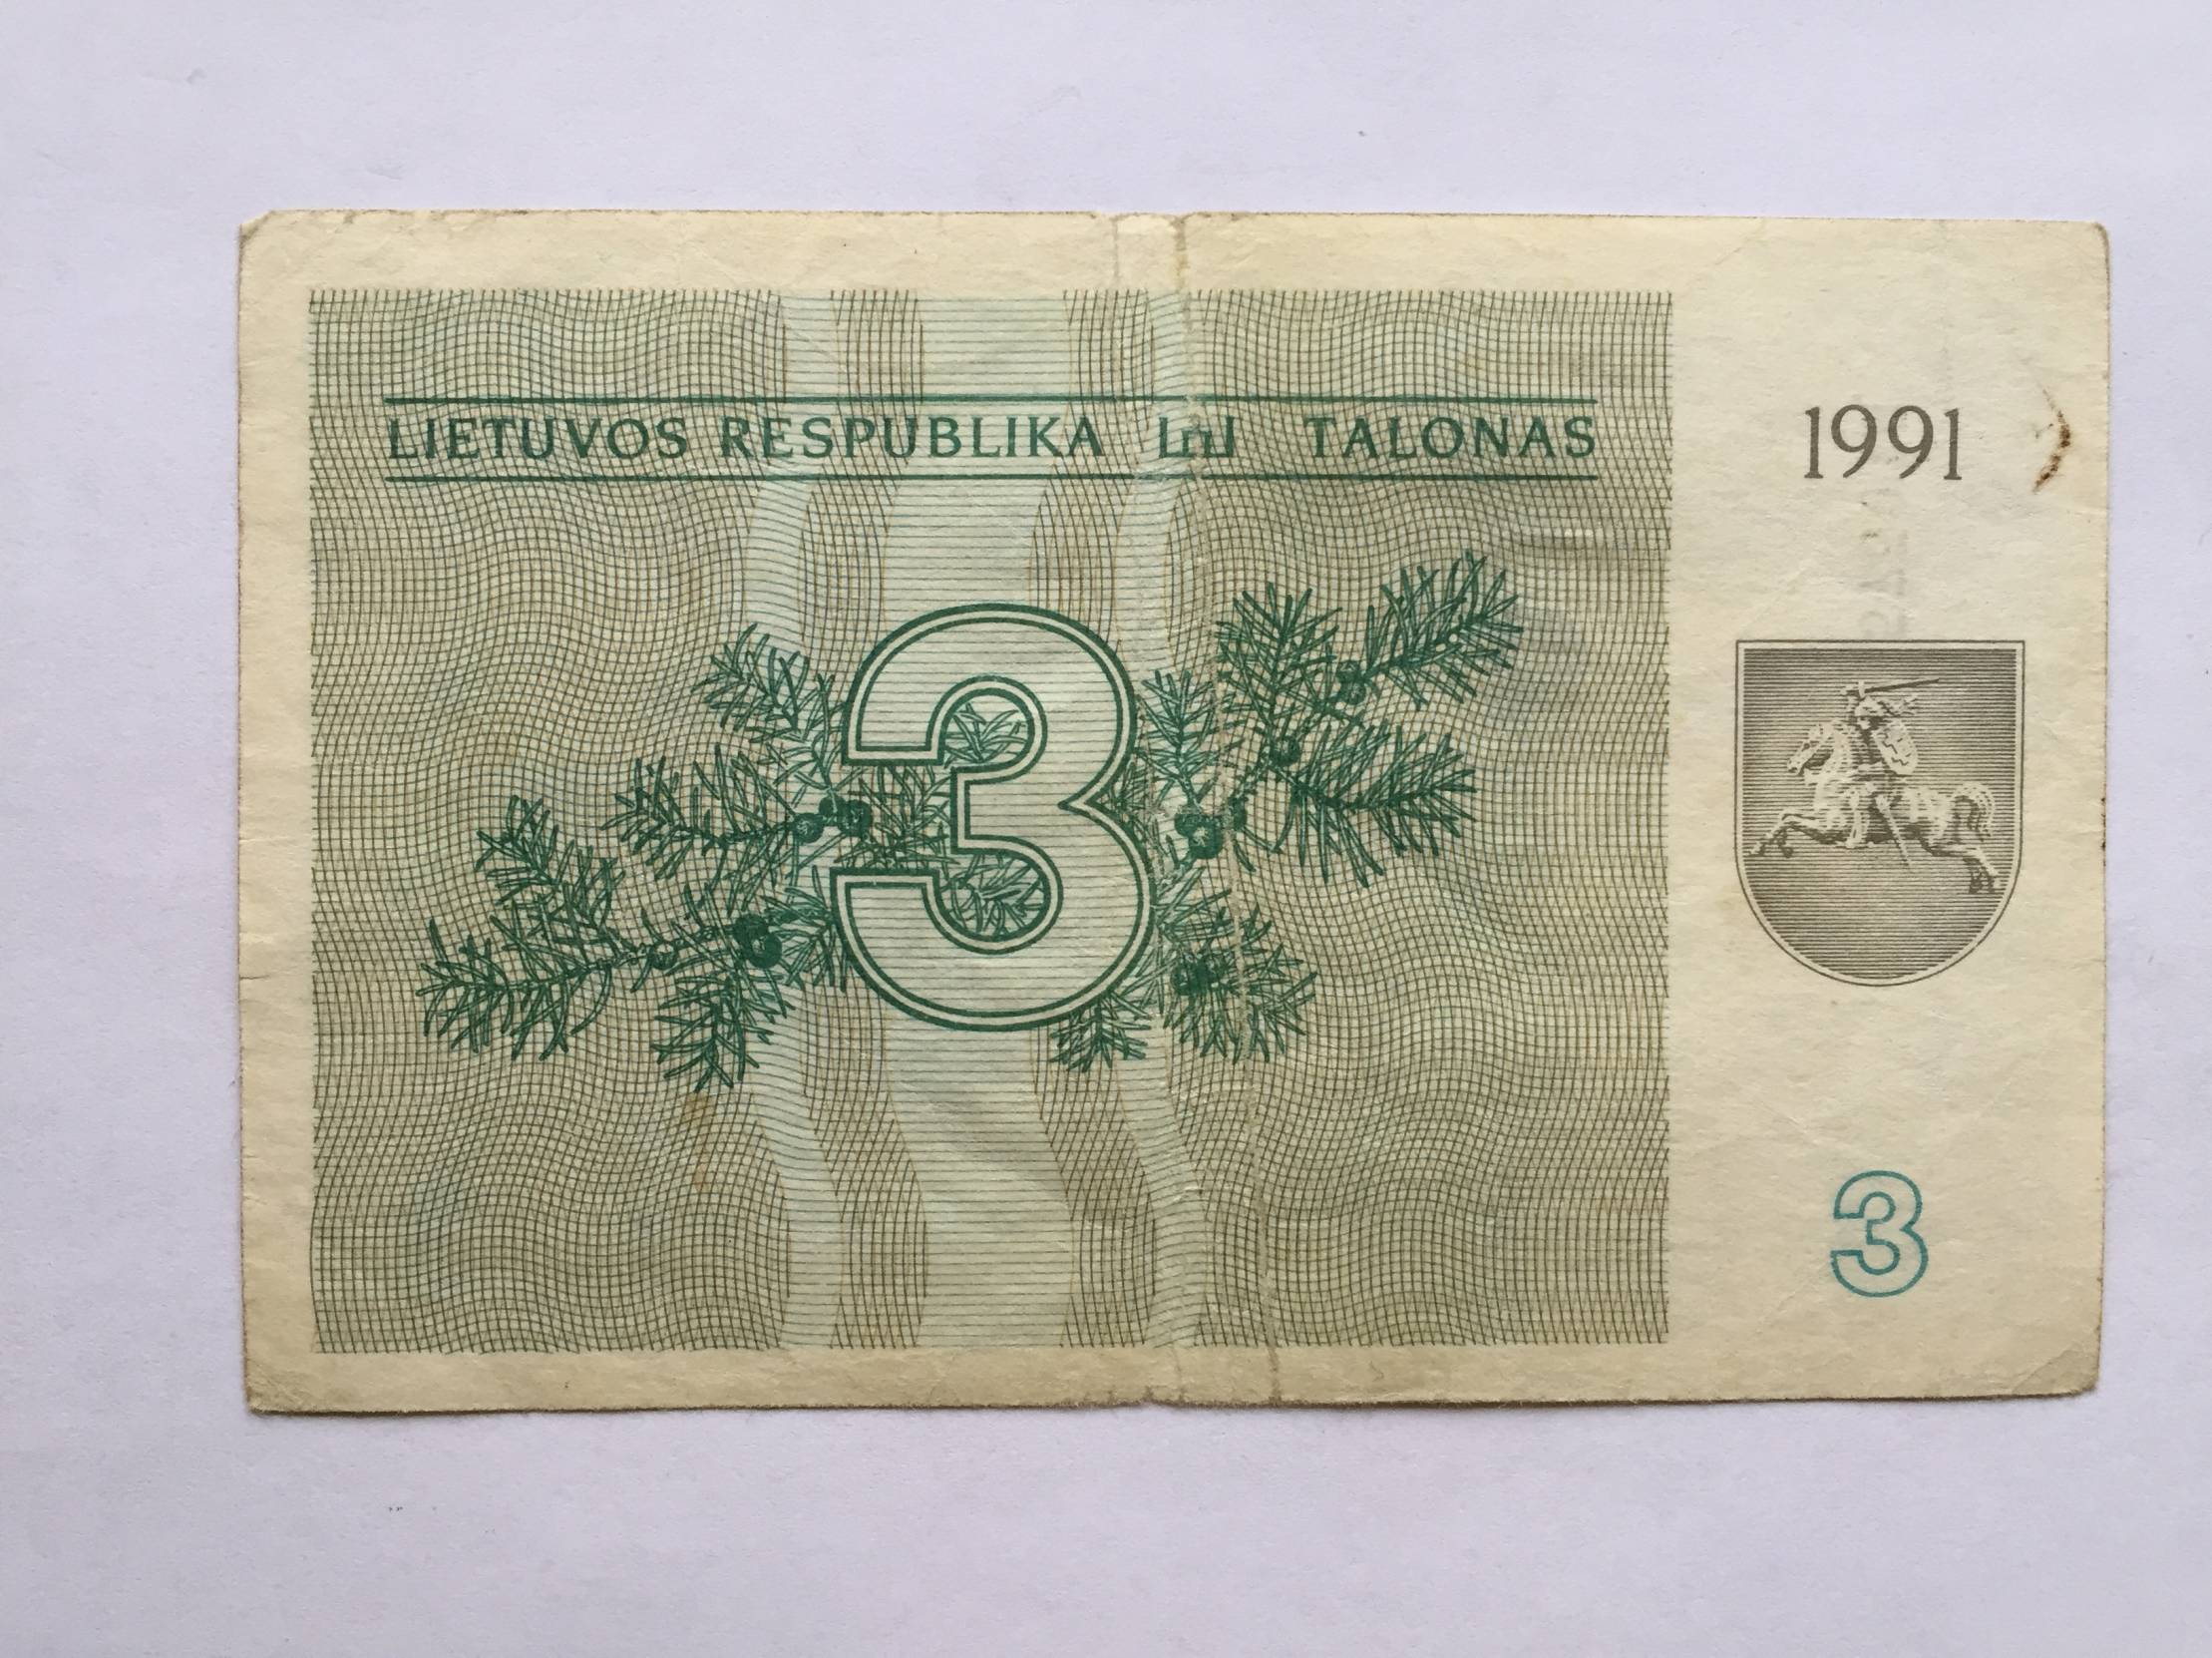 LIETUVOS RESPUBLIKA TALONAS
1991
3
3